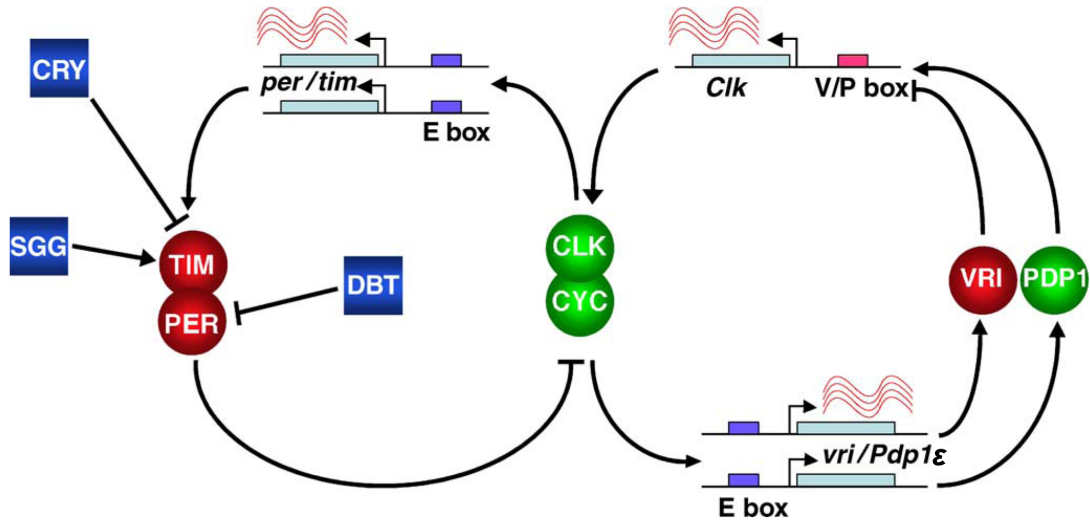 CRY
per/tim
E box
Clk
V/P box
SGG
TIM
PER
DBT
CLK
CYC
VRI
PDP1
vri/Pdp1ε
E box